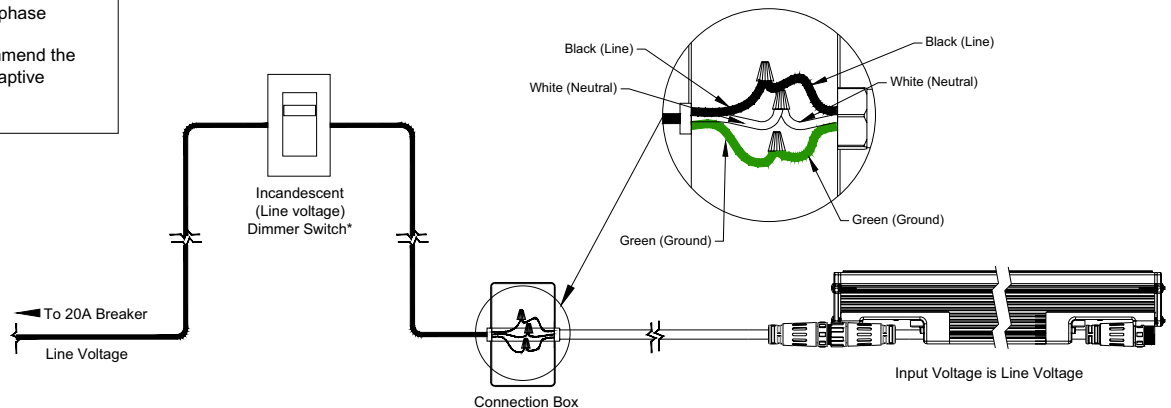 phase
mmend the
aptive
Incandescent
(Line voltage)
Dimmer Switch*
To 20A Breaker
Line Voltage
Connection Box
Black (Line)
Black (Line)
White (Neutral)
White (Neutral)
Green (Ground)
Green (Ground)
Input Voltage is Line Voltage